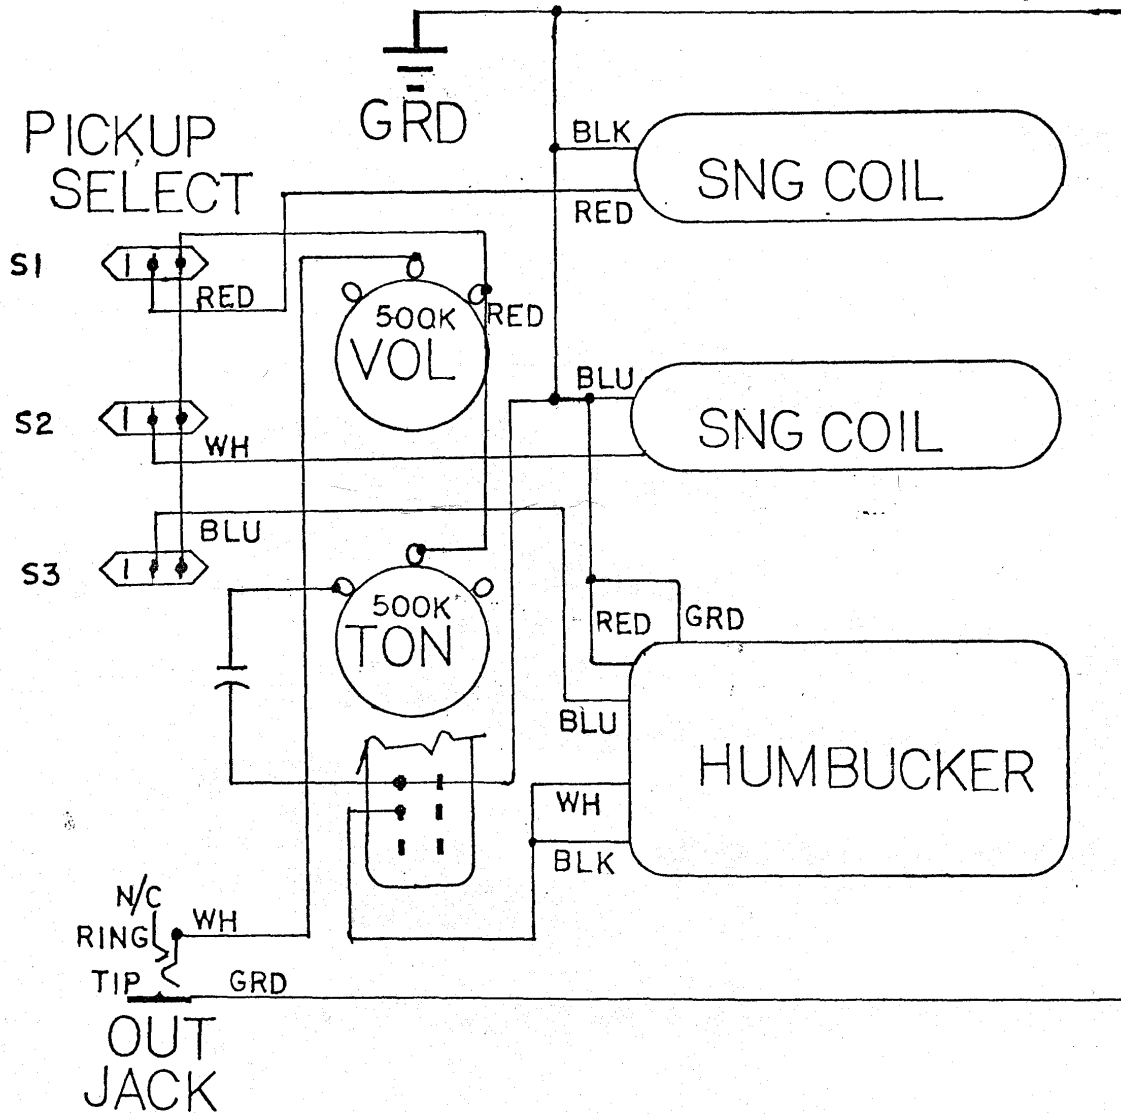 GRD
PICKUP
SELECT
BLK
SNG COIL
RED
S1
RED
500K
VOL
RED
BLU
SNG COIL
S2
WH
BLU
S3
500K
TON
RED
GRD
BLU
HUMBUCKER
WH
BLK
N/C
RING
WH
TIP
GRD
OUT
JACK